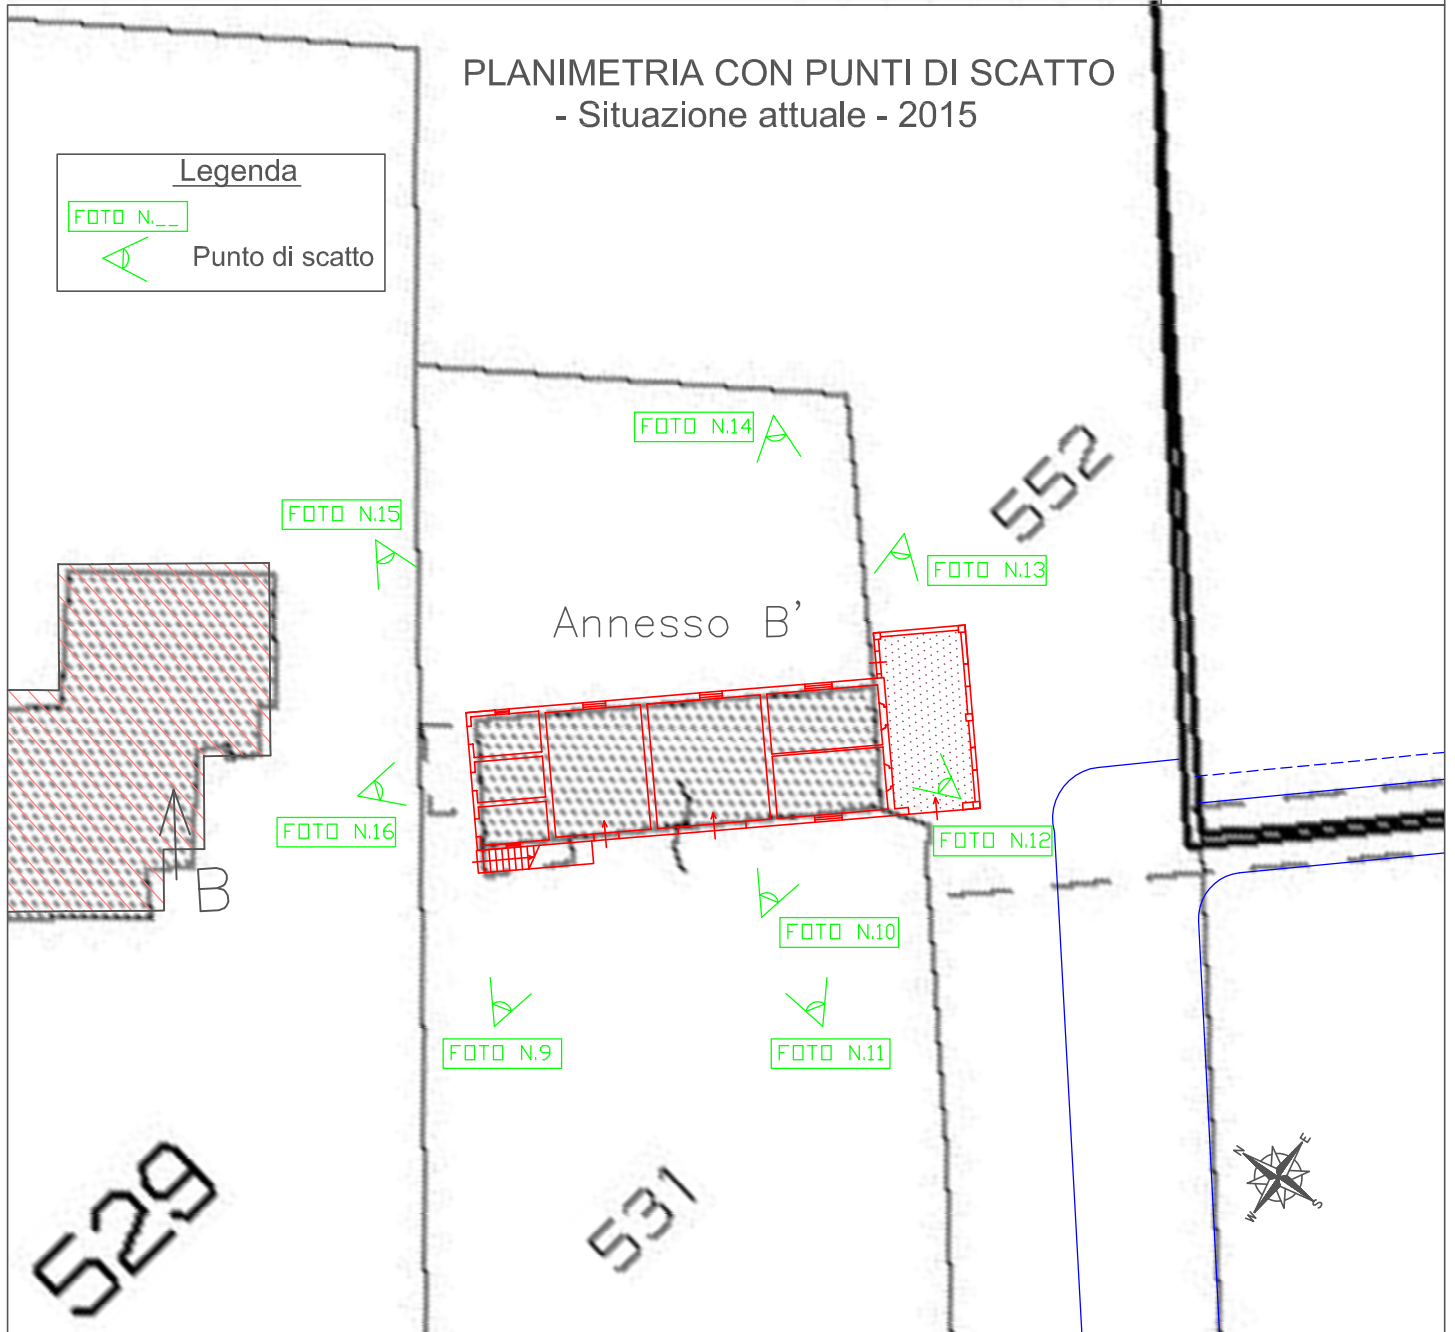 PLANIMETRIA CON PUNTI DI SCATTO
- Situazione attuale - 2015
Legenda
FOTO N.__
Punto di scatto
FOTO N.14
552
FOTO N.15
FOTO N.13
Annesso B'
FOTO N.16
FOTO N.12
B
FOTO N.10
FOTO N.9
FOTO N.11
529
531
N
E
W
S